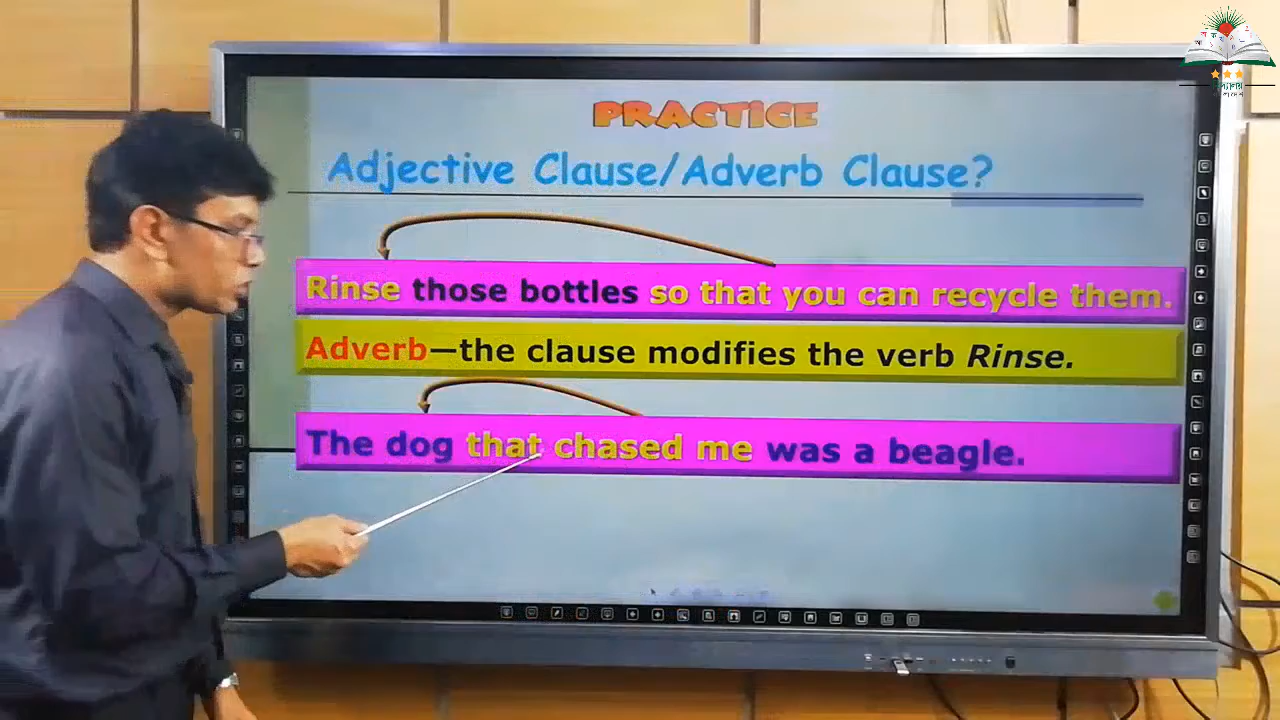 PRACTICE
Adjective Clause/Adverb Clause?
Rinse those bottles so that you can recycle them.
Adverb—the clause modifies the verb Rinse.
The dog that chased me was a beagle.